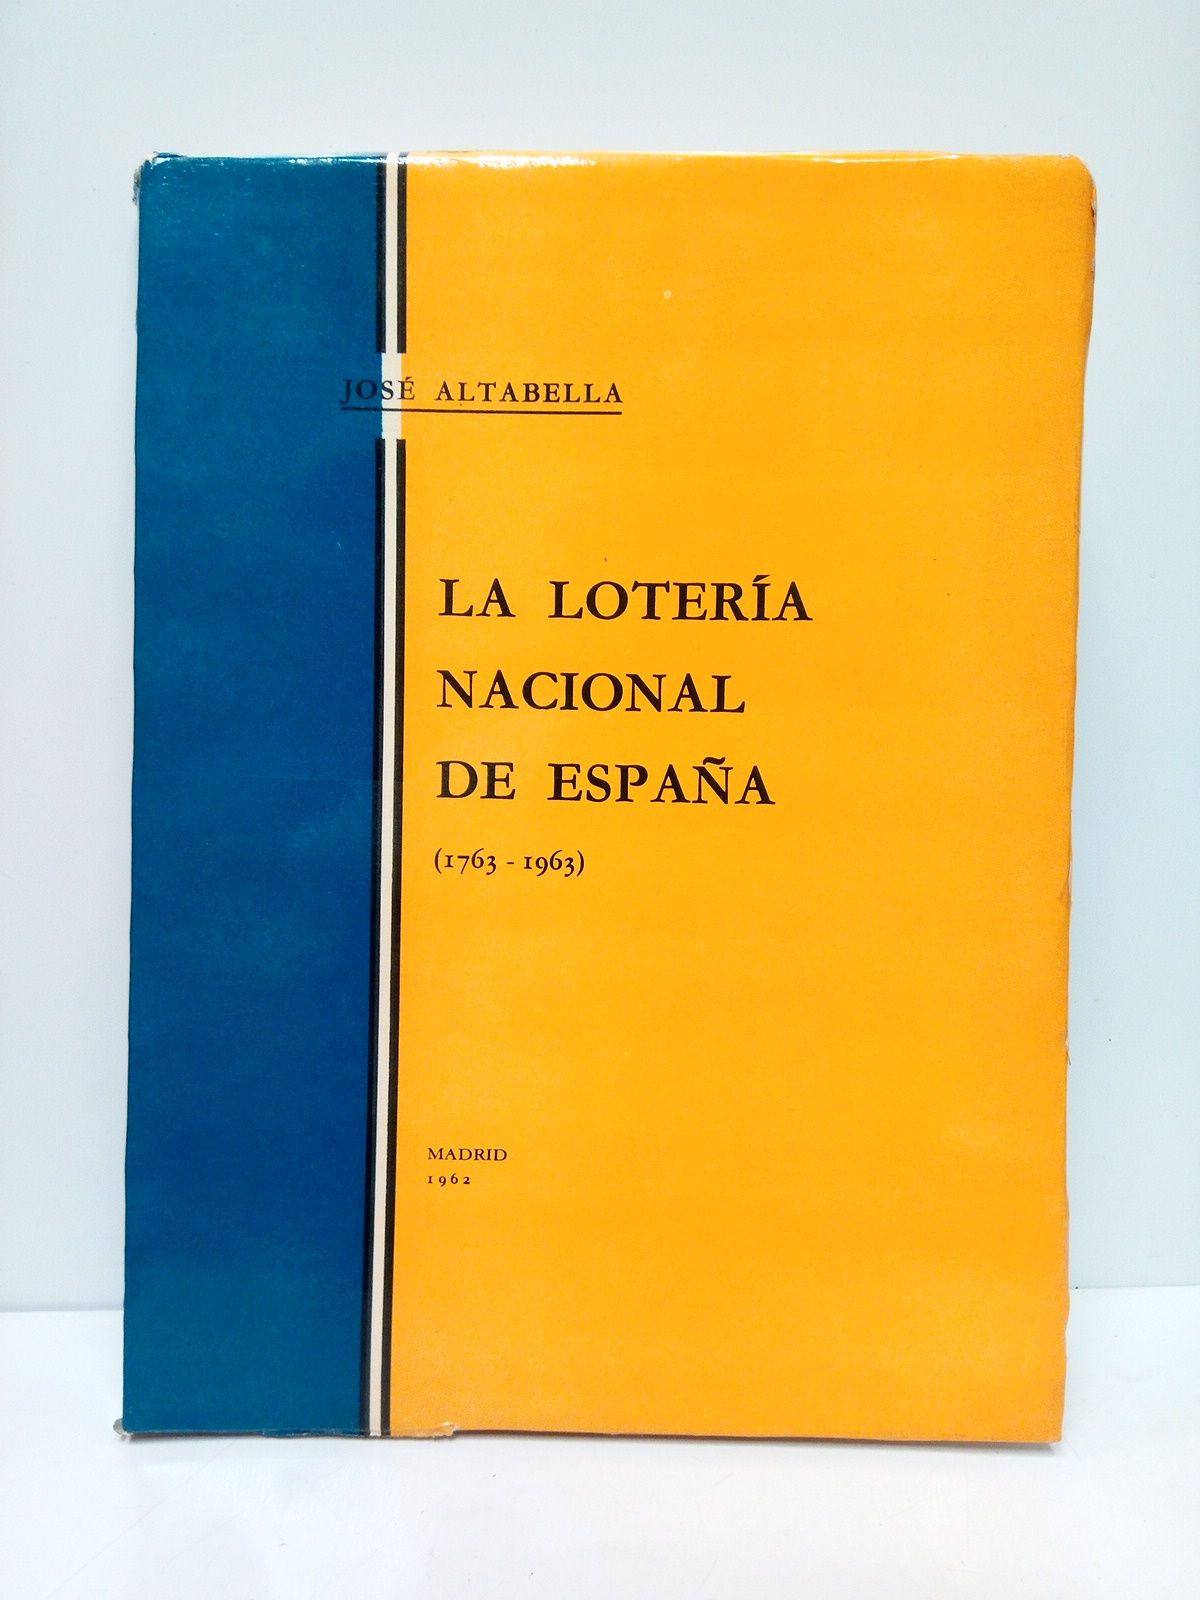 JOSÉ ALTABELLA
LA LOTERÍA
NACIONAL
DE ESPAÑA
(1763 - 1963)
MADRID
1962